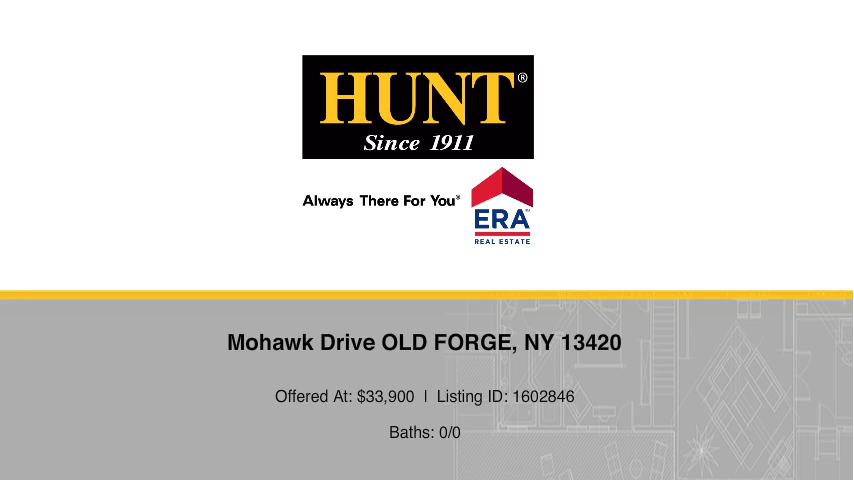 HUNT®
Since 1911
Always There For You®
ERA™
REAL ESTATE
Mohawk Drive OLD FORGE, NY 13420
Offered At: $33,900 | Listing ID: 1602846
Baths: 0/0